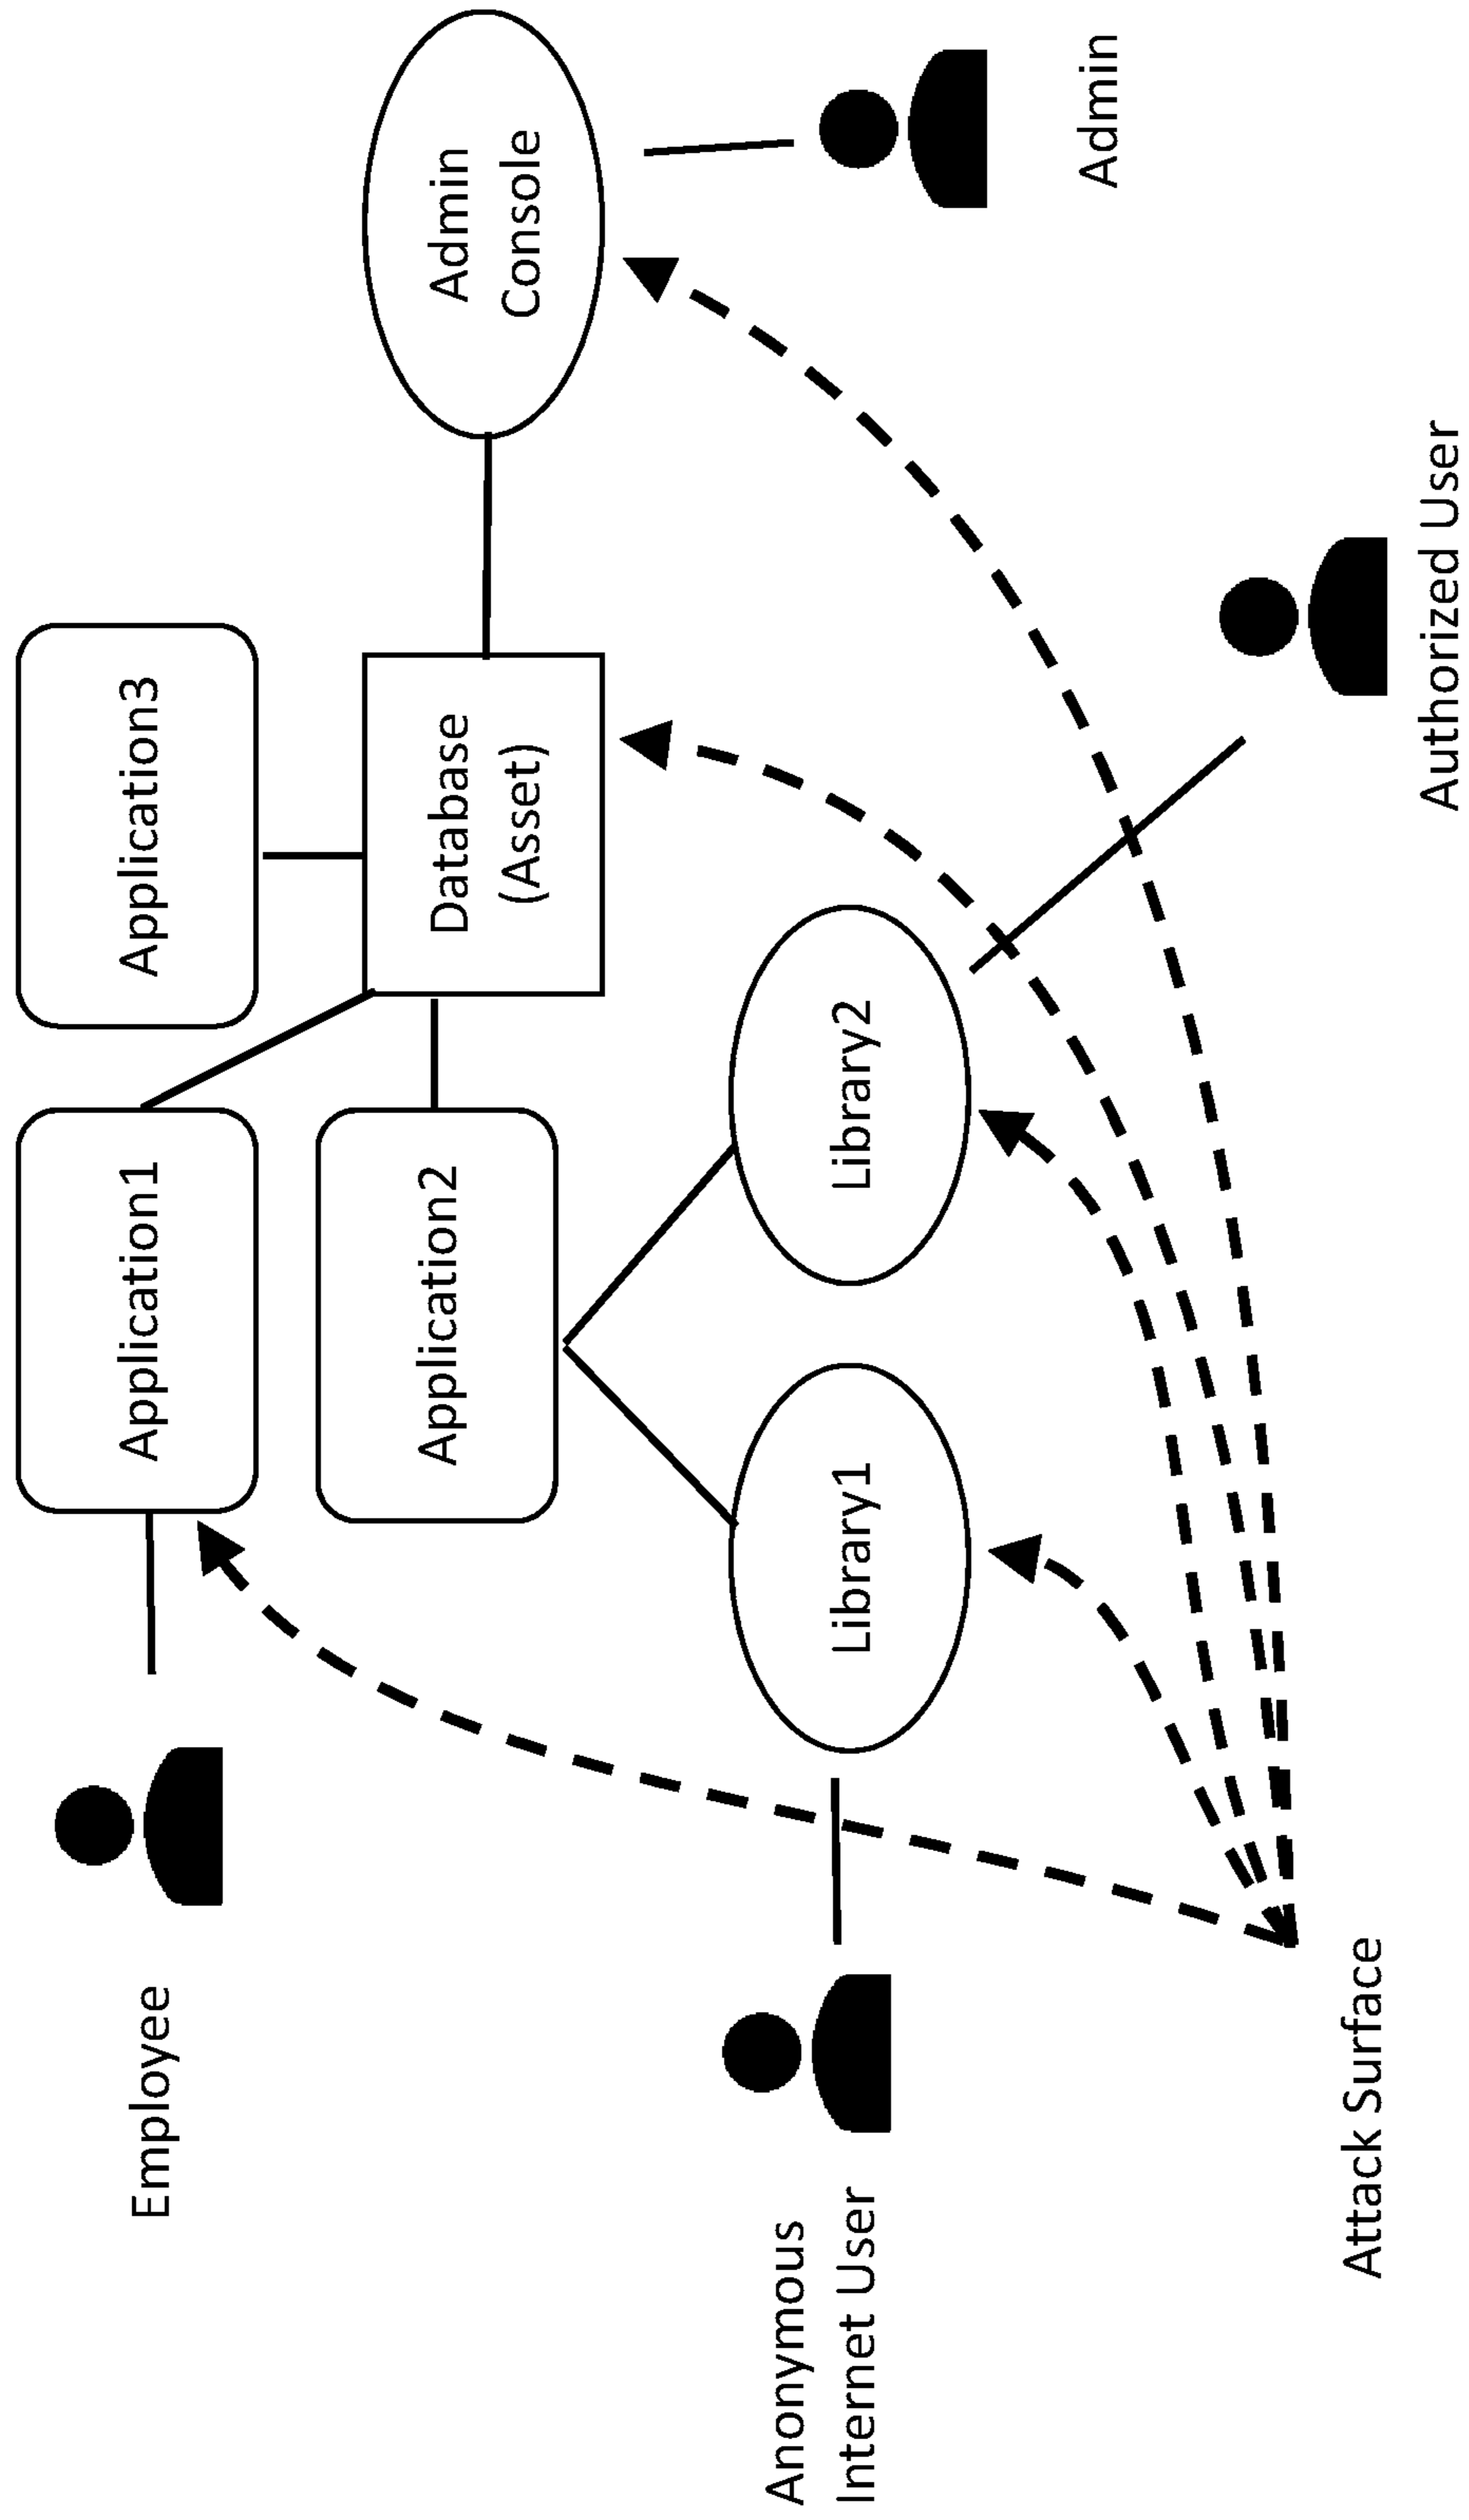 Employee
Application1
Application3
Application2
Database
(Asset)
Admin
Console
Anonymous
Internet User
Library1
Library2
Admin
Attack Surface
Authorized User